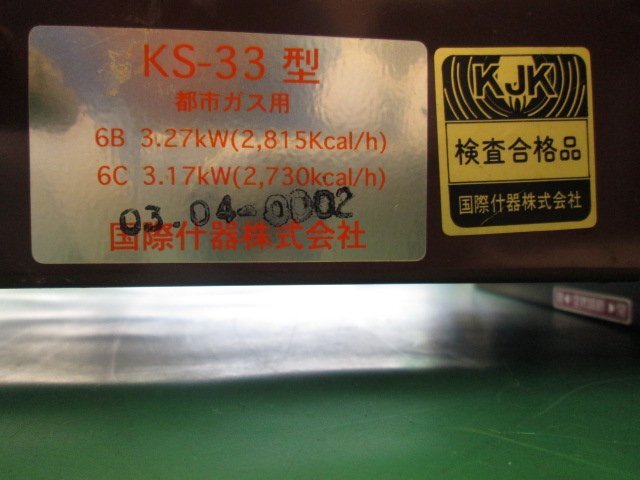 KS-33 型
都市ガス用
6B 3.27kW(2,815Kcal/h)
6C 3.17kW(2,730kcal/h)
03.04-0002
国際什器株式会社
KJK
検査合格品
国際什器株式会社